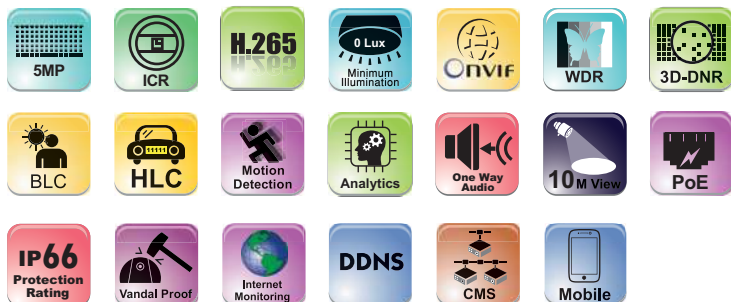 5MP
ICR
H.265
0 Lux
Minimum
Illumination
ONVIF
WDR
3D-DNR
BLC
HLC
Motion
Detection
Analytics
One Way
Audio
10M View
PoE
IP66
Protection
Rating
Vandal Proof
Internet
Monitoring
DDNS
CMS
Mobile